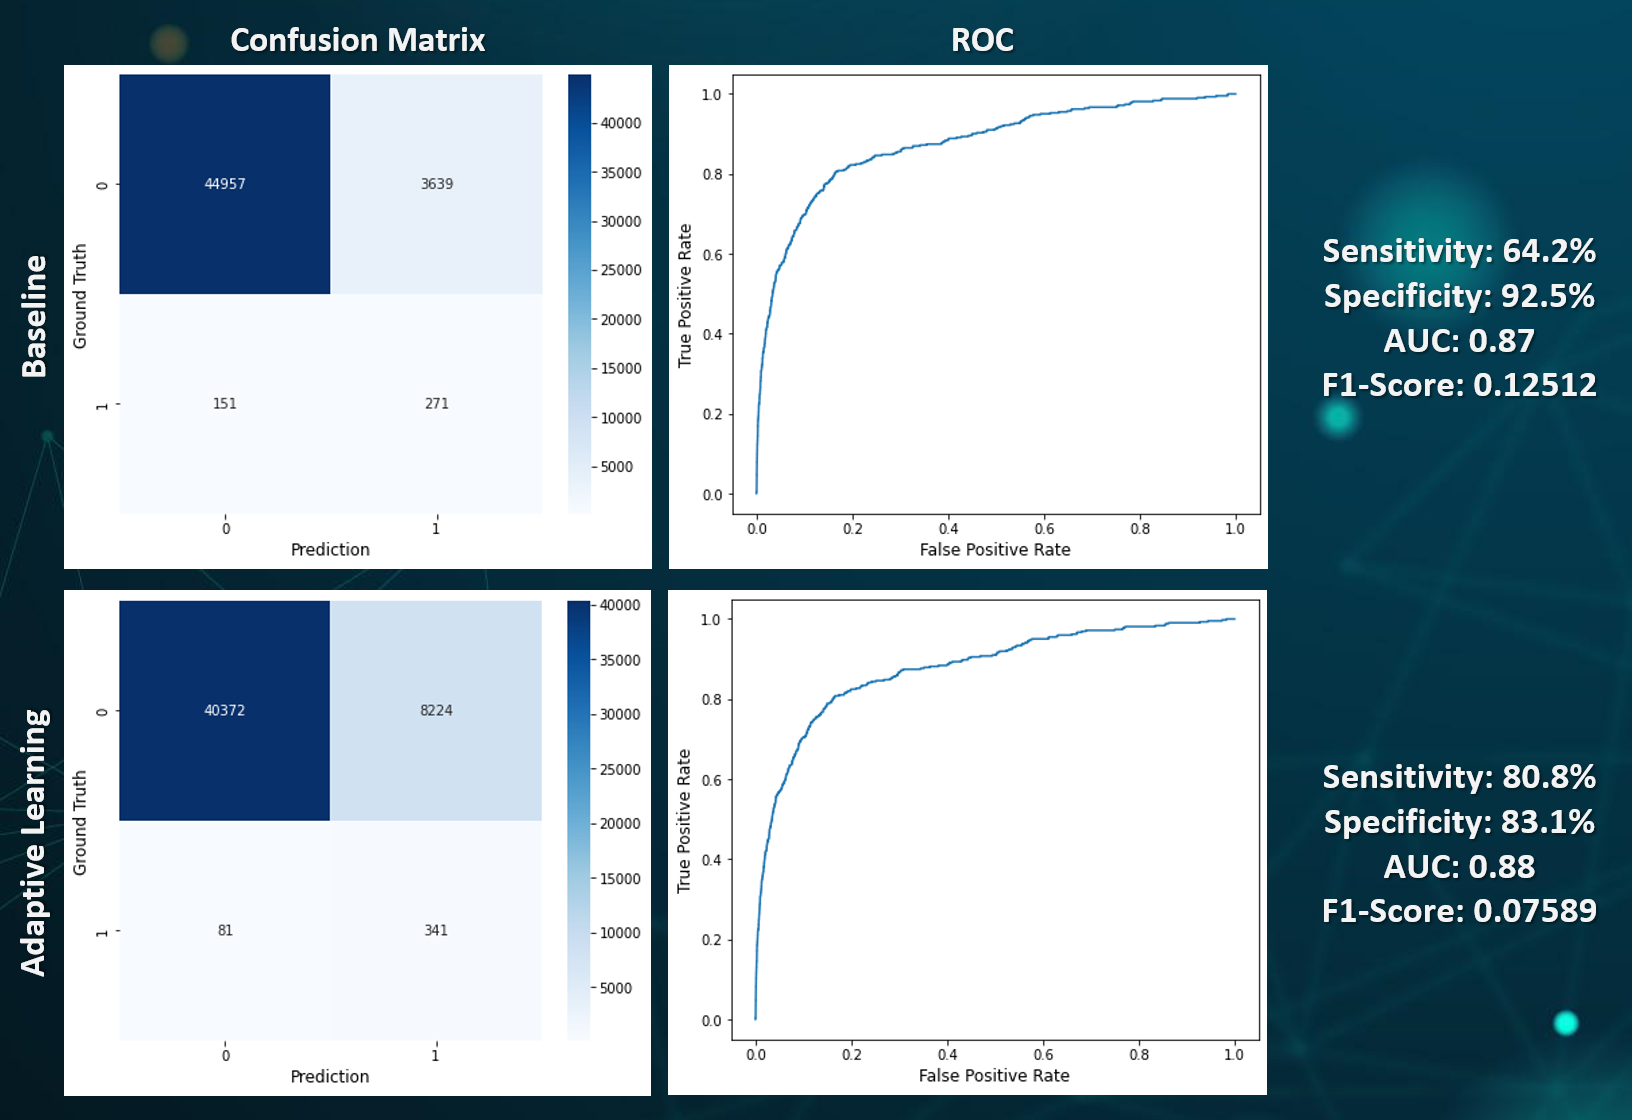 Confusion Matrix
ROC
Baseline
Ground Truth
0
1
44957
3639
151
271
0
1
Prediction
40000
35000
30000
25000
20000
15000
10000
5000
True Positive Rate
1.0
0.8
0.6
0.4
0.2
0.0
0.0
0.2
0.4
0.6
0.8
1.0
False Positive Rate
Sensitivity: 64.2%
Specificity: 92.5%
AUC: 0.87
F1-Score: 0.12512
Adaptive Learning
Ground Truth
0
1
40372
8224
81
341
0
1
Prediction
40000
35000
30000
25000
20000
15000
10000
5000
True Positive Rate
1.0
0.8
0.6
0.4
0.2
0.0
0.0
0.2
0.4
0.6
0.8
1.0
False Positive Rate
Sensitivity: 80.8%
Specificity: 83.1%
AUC: 0.88
F1-Score: 0.07589